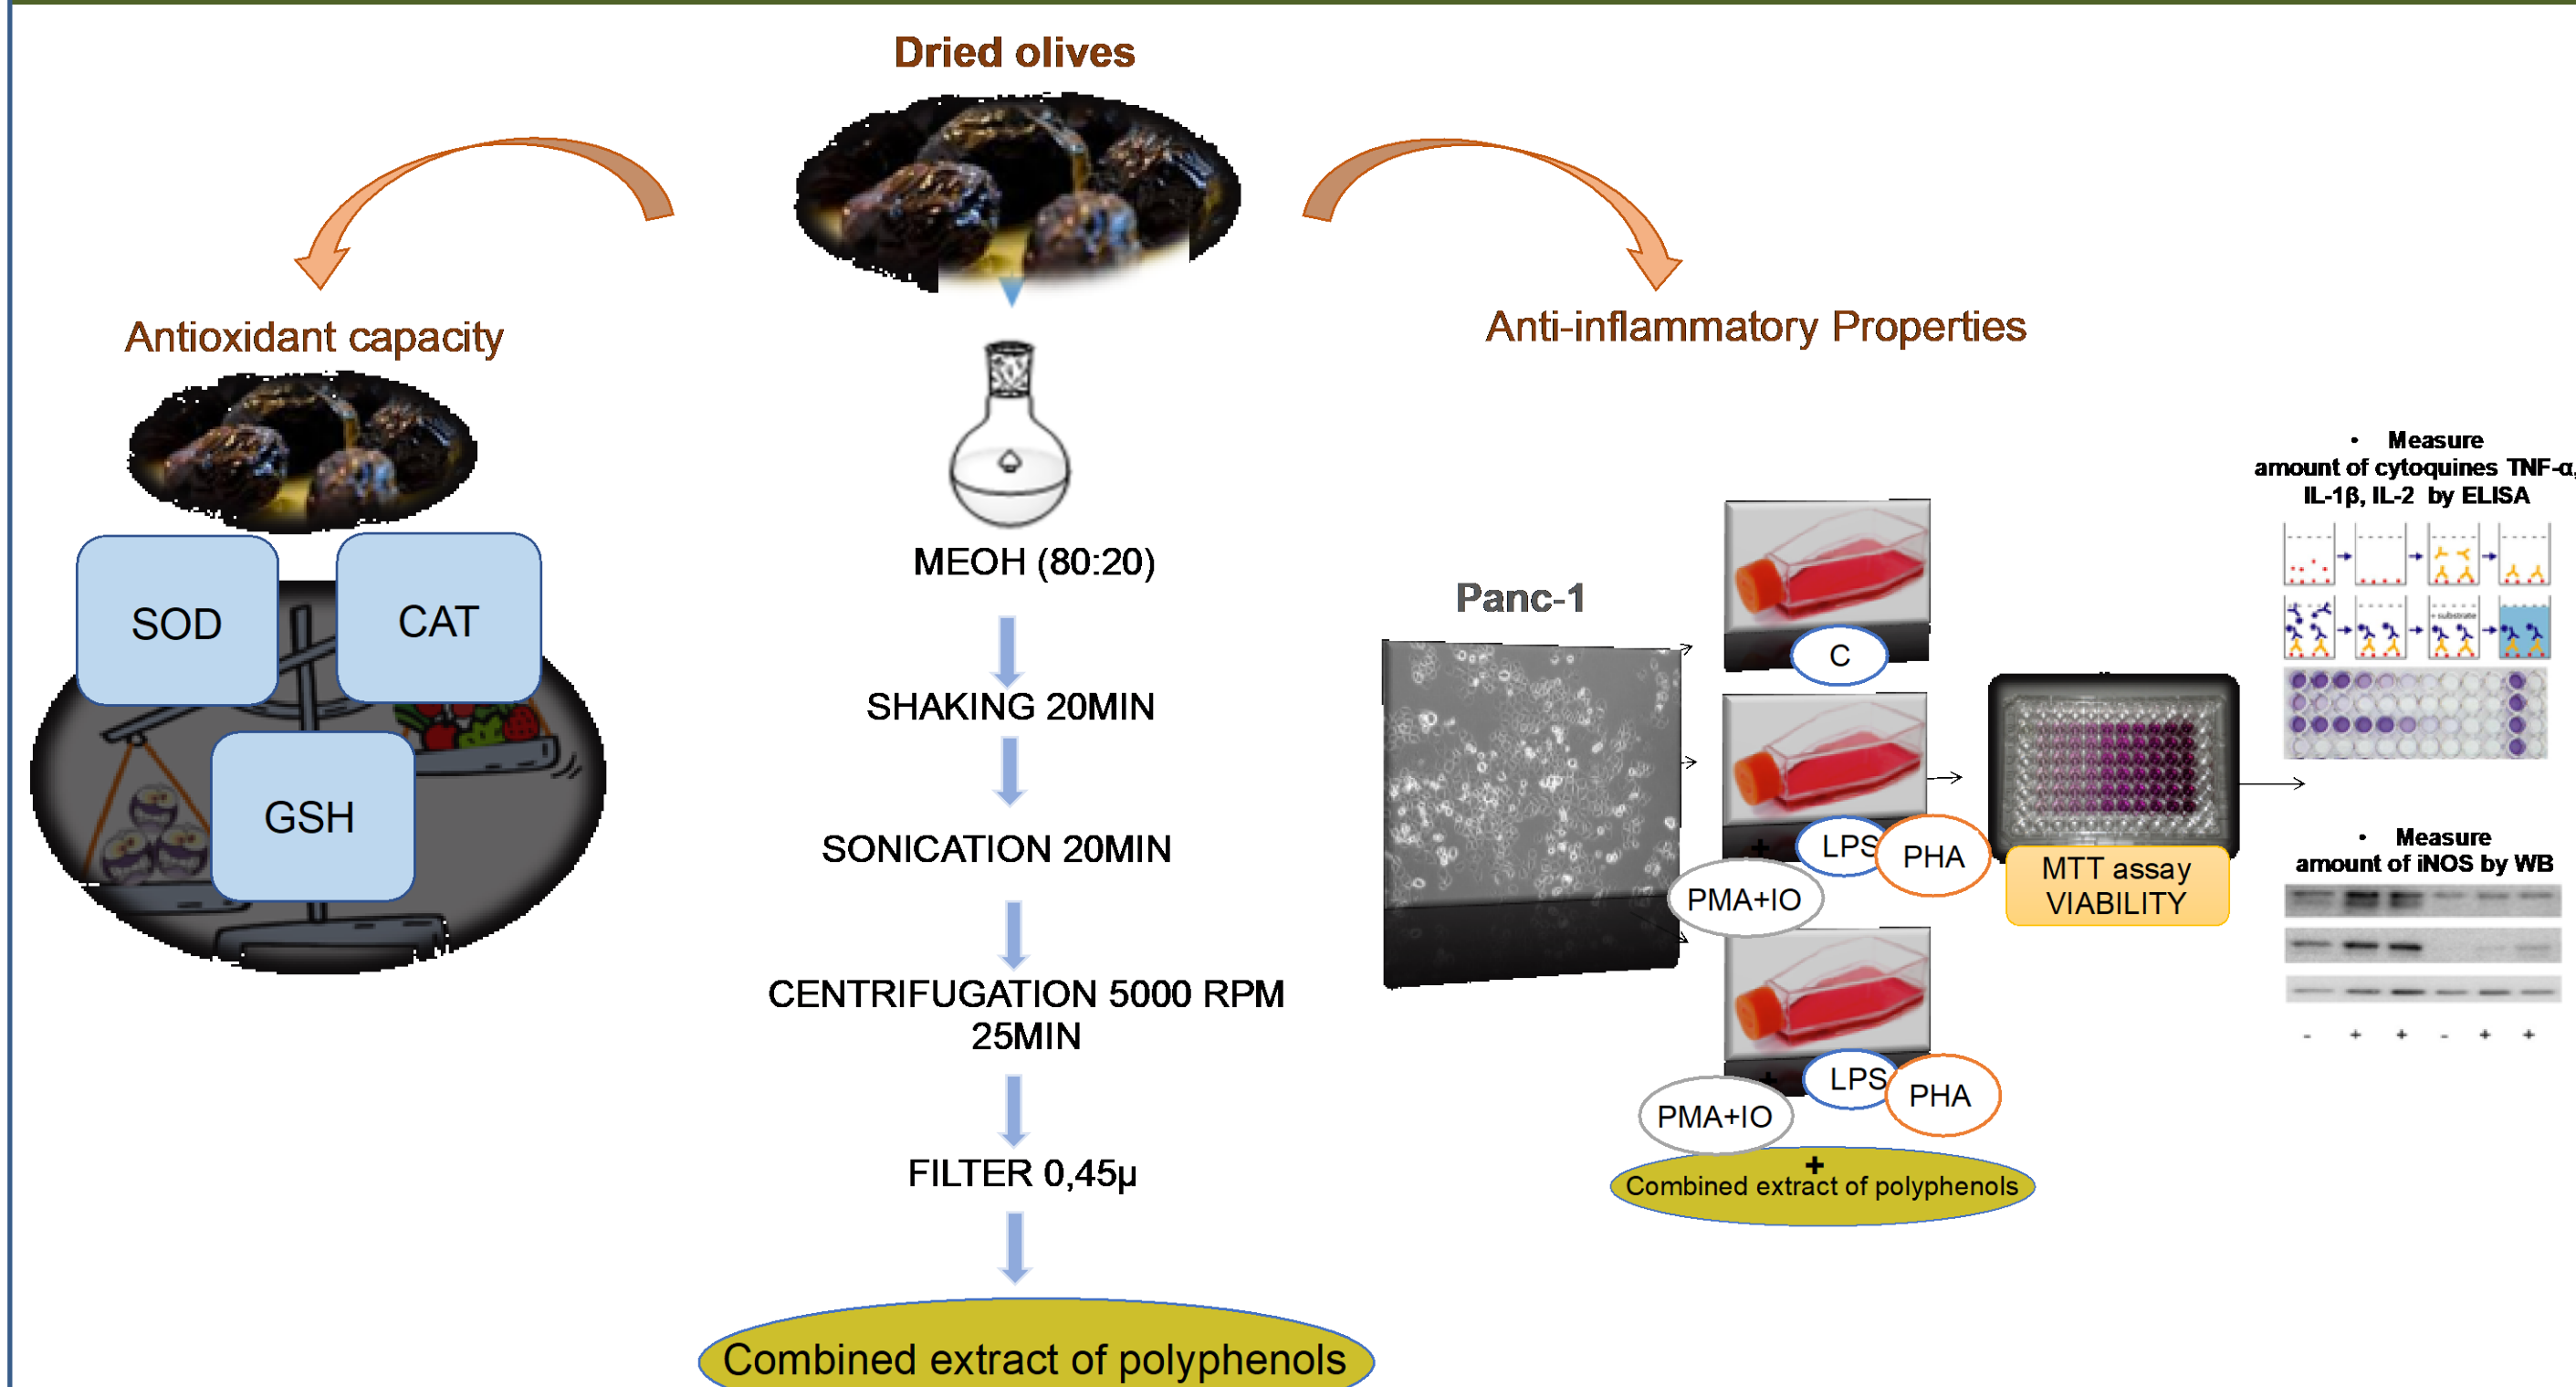 Dried olives
Antioxidant capacity
SOD
CAT
GSH
MEOH (80:20)
SHAKING 20MIN
SONICATION 20MIN
CENTRIFUGATION 5000 RPM
25MIN
FILTER 0,45µ
Combined extract of polyphenols
Anti-inflammatory Properties
Panc-1
C
+
LPS
PHA
PMA+IO
+
LPS
PHA
PMA+IO
+
Combined extract of polyphenols
MTT assay
VIABILITY
• Measure
amount of cytoquines TNF-α,
IL-1β, IL-2 by ELISA
+ substrate
• Measure
amount of iNOS by WB
- + + - + +